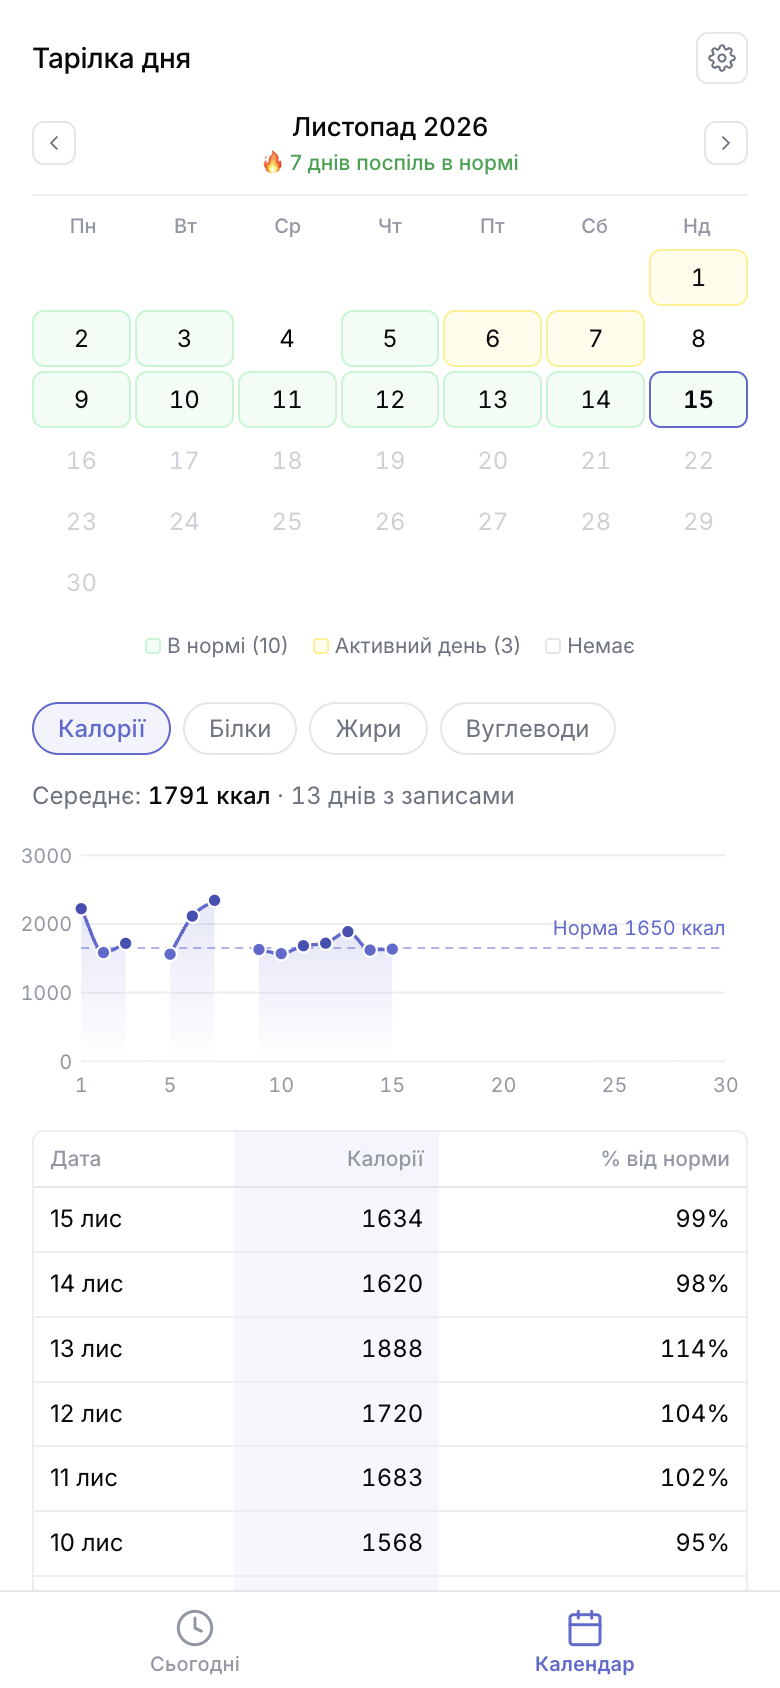 Тарілка дня
Листопад 2026
🔥 7 днів поспіль в нормі
Пн Вт Ср Чт Пт Сб Нд
1
2 3 4 5 6 7 8
9 10 11 12 13 14 15
16 17 18 19 20 21 22
23 24 25 26 27 28 29
30
В нормі (10) Активний день (3) Немає
Калорії Білки Жири Вуглеводи
Середнє: 1791 ккал · 13 днів з записами
3000
2000
Норма 1650 ккал
1000
0
1 5 10 15 20 25 30
Дата Калорії % від норми
15 лис 1634 99%
14 лис 1620 98%
13 лис 1888 114%
12 лис 1720 104%
11 лис 1683 102%
10 лис 1568 95%
Сьогодні Календар